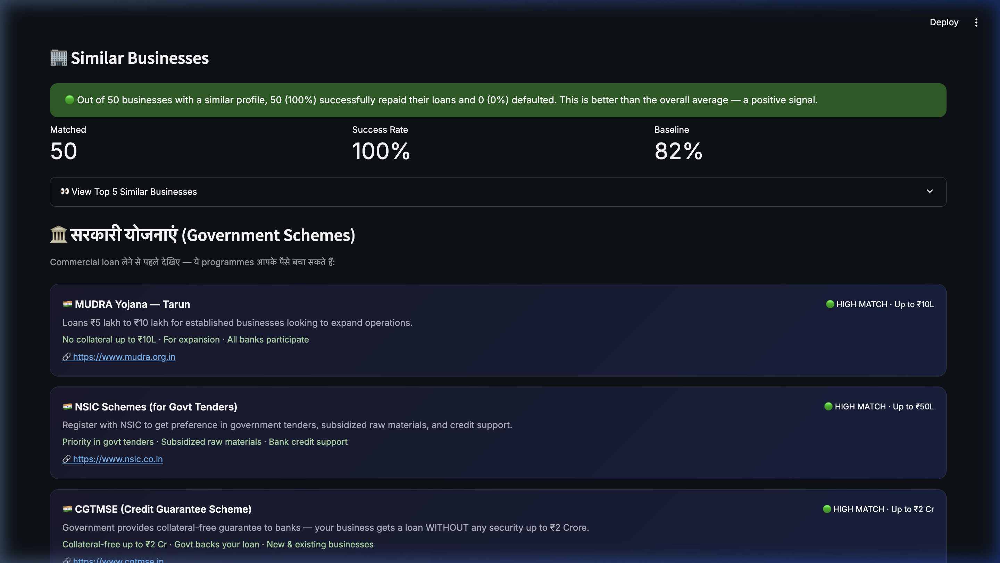 Deploy
🏢 Similar Businesses
🟢 Out of 50 businesses with a similar profile, 50 (100%) successfully repaid their loans and 0 (0%) defaulted. This is better than the overall average — a positive signal.
Matched
50
Success Rate
100%
Baseline
82%
👀 View Top 5 Similar Businesses
🏛️ सरकारी योजनाएं (Government Schemes)
Commercial loan लेने से पहले देखिए — ये programmes आपके पैसे बचा सकते हैं:
🇮🇳 MUDRA Yojana — Tarun
🟢 HIGH MATCH · Up to ₹10L
Loans ₹5 lakh to ₹10 lakh for established businesses looking to expand operations.
No collateral up to ₹10L · For expansion · All banks participate
🔗 https://www.mudra.org.in
🇮🇳 NSIC Schemes (for Govt Tenders)
🟢 HIGH MATCH · Up to ₹50L
Register with NSIC to get preference in government tenders, subsidized raw materials, and credit support.
Priority in govt tenders · Subsidized raw materials · Bank credit support
🔗 https://www.nsic.co.in
🇮🇳 CGTMSE (Credit Guarantee Scheme)
🟢 HIGH MATCH · Up to ₹2 Cr
Government provides collateral-free guarantee to banks — your business gets a loan WITHOUT any security up to ₹2 Crore.
Collateral-free up to ₹2 Cr · Govt backs your loan · New & existing businesses
🔗 https://www.cgtmse.in